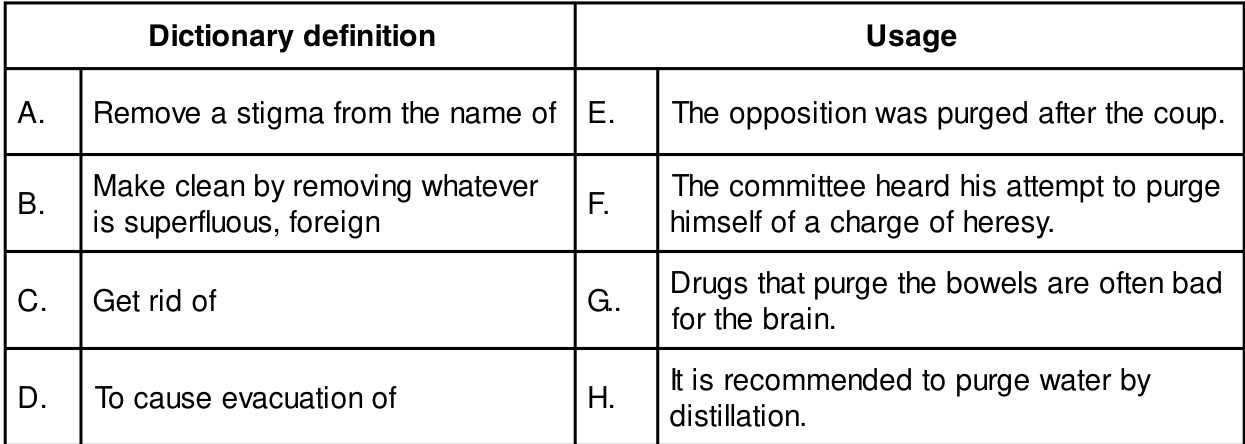 Dictionary definition Usage
A. Remove a stigma from the name of E. The opposition was purged after the coup.
B. Make clean by removing whatever
is superfluous, foreign
F. The committee heard his attempt to purge
himself of a charge of heresy.
C. Get rid of
G.. Drugs that purge the bowels are often bad
for the brain.
D. To cause evacuation of
H. It is recommended to purge water by
distillation.